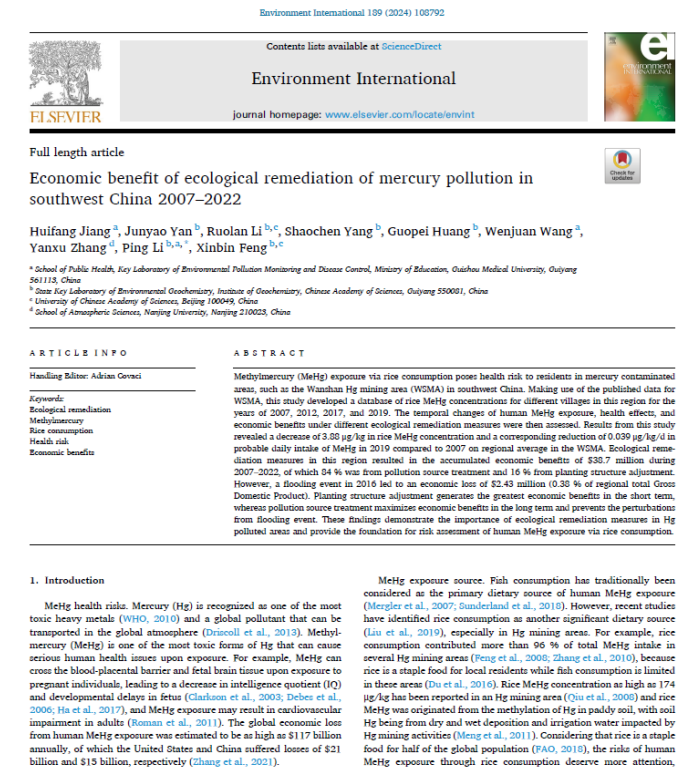 Environment International 189 (2024) 108792
Contents lists available at ScienceDirect
Environment International
journal homepage: www.elsevier.com/locate/envint
ELSEVIER
environment
INTERNATIONAL
Full length article
Check for
updates
Economic benefit of ecological remediation of mercury pollution in
southwest China 2007–2022
Huifang Jiang a, Junyao Yan b, Ruolan Li b,c, Shaochen Yang b, Guopei Huang b, Wenjuan Wang a,
Yanxu Zhang d, Ping Li b,a,*, Xinbin Feng b,c
a School of Public Health, Key Laboratory of Environmental Pollution Monitoring and Disease Control, Ministry of Education, Guizhou Medical University, Guiyang
561113, China
b State Key Laboratory of Environmental Geochemistry, Institute of Geochemistry, Chinese Academy of Sciences, Guiyang 550081, China
c University of Chinese Academy of Sciences, Beijing 100049, China
d School of Atmospheric Sciences, Nanjing University, Nanjing 210023, China
ARTICLE INFO
Handling Editor: Adrian Covaci
Keywords:
Ecological remediation
Methylmercury
Rice consumption
Health risk
Economic benefits
ABSTRACT
Methylmercury (MeHg) exposure via rice consumption poses health risk to residents in mercury contaminated
areas, such as the Wanshan Hg mining area (WSMA) in southwest China. Making use of the published data for
WSMA, this study developed a database of rice MeHg concentrations for different villages in this region for the
years of 2007, 2012, 2017, and 2019. The temporal changes of human MeHg exposure, health effects, and
economic benefits under different ecological remediation measures were then assessed. Results from this study
revealed a decrease of 3.88 μg/kg in rice MeHg concentration and a corresponding reduction of 0.039 μg/kg/d in
probable daily intake of MeHg in 2019 compared to 2007 on regional average in the WSMA. Ecological reme-
diation measures in this region resulted in the accumulated economic benefits of $38.7 million during
2007–2022, of which 84 % was from pollution source treatment and 16 % from planting structure adjustment.
However, a flooding event in 2016 led to an economic loss of $2.43 million (0.38 % of regional total Gross
Domestic Product). Planting structure adjustment generates the greatest economic benefits in the short term,
whereas pollution source treatment maximizes economic benefits in the long term and prevents the perturbations
from flooding event. These findings demonstrate the importance of ecological remediation measures in Hg
polluted areas and provide the foundation for risk assessment of human MeHg exposure via rice consumption.
1. Introduction
MeHg health risks. Mercury (Hg) is recognized as one of the most
toxic heavy metals (WHO, 2010) and a global pollutant that can be
transported in the global atmosphere (Driscoll et al., 2013). Methyl-
mercury (MeHg) is one of the most toxic forms of Hg that can cause
serious human health issues upon exposure. For example, MeHg can
cross the blood-placental barrier and fetal brain tissue upon exposure to
pregnant individuals, leading to a decrease in intelligence quotient (IQ)
and developmental delays in fetus (Clarkson et al., 2003; Debes et al.,
2006; Ha et al., 2017), and MeHg exposure may result in cardiovascular
impairment in adults (Roman et al., 2011). The global economic loss
from human MeHg exposure was estimated to be as high as $117 billion
annually, of which the United States and China suffered losses of $21
billion and $15 billion, respectively (Zhang et al., 2021).
MeHg exposure source. Fish consumption has traditionally been
considered as the primary dietary source of human MeHg exposure
(Mergler et al., 2007; Sunderland et al., 2018). However, recent studies
have identified rice consumption as another significant dietary source
(Liu et al., 2019), especially in Hg mining areas. For example, rice
consumption contributed more than 96 % of total MeHg intake in
several Hg mining areas (Feng et al., 2008; Zhang et al., 2010), because
rice is a staple food for local residents while fish consumption is limited
in these areas (Du et al., 2016). Rice MeHg concentration as high as 174
μg/kg has been reported in an Hg mining area (Qiu et al., 2008) and rice
MeHg was originated from the methylation of Hg in paddy soil, with soil
Hg being from dry and wet deposition and irrigation water impacted by
Hg mining activities (Meng et al., 2011). Considering that rice is a staple
food for half of the global population (FAO, 2018), the risks of human
MeHg exposure through rice consumption deserve more attention,